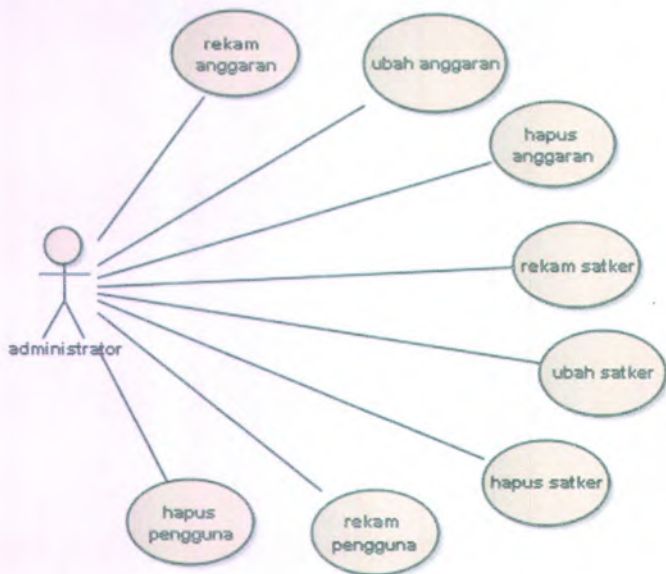 rekam
anggaran
ubah anggaran
hapus
anggaran
rekam satker
administrator
ubah satker
hapus satker
hapus
pengguna
rekam
pengguna